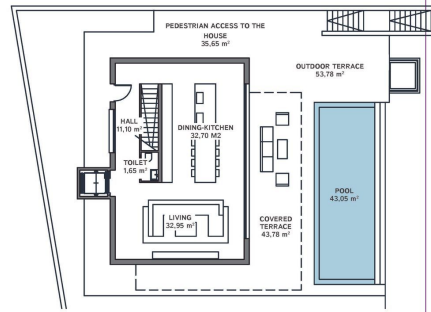 PEDESTRIAN ACCESS TO THE
HOUSE
35,65 m²
OUTDOOR TERRACE
53,78 m²
HALL
11,10 m²
DINING-KITCHEN
32,70 M2
TOILET
1,65 m²
POOL
43,05 m²
LIVING
32,95 m²
COVERED
TERRACE
43,78 m²